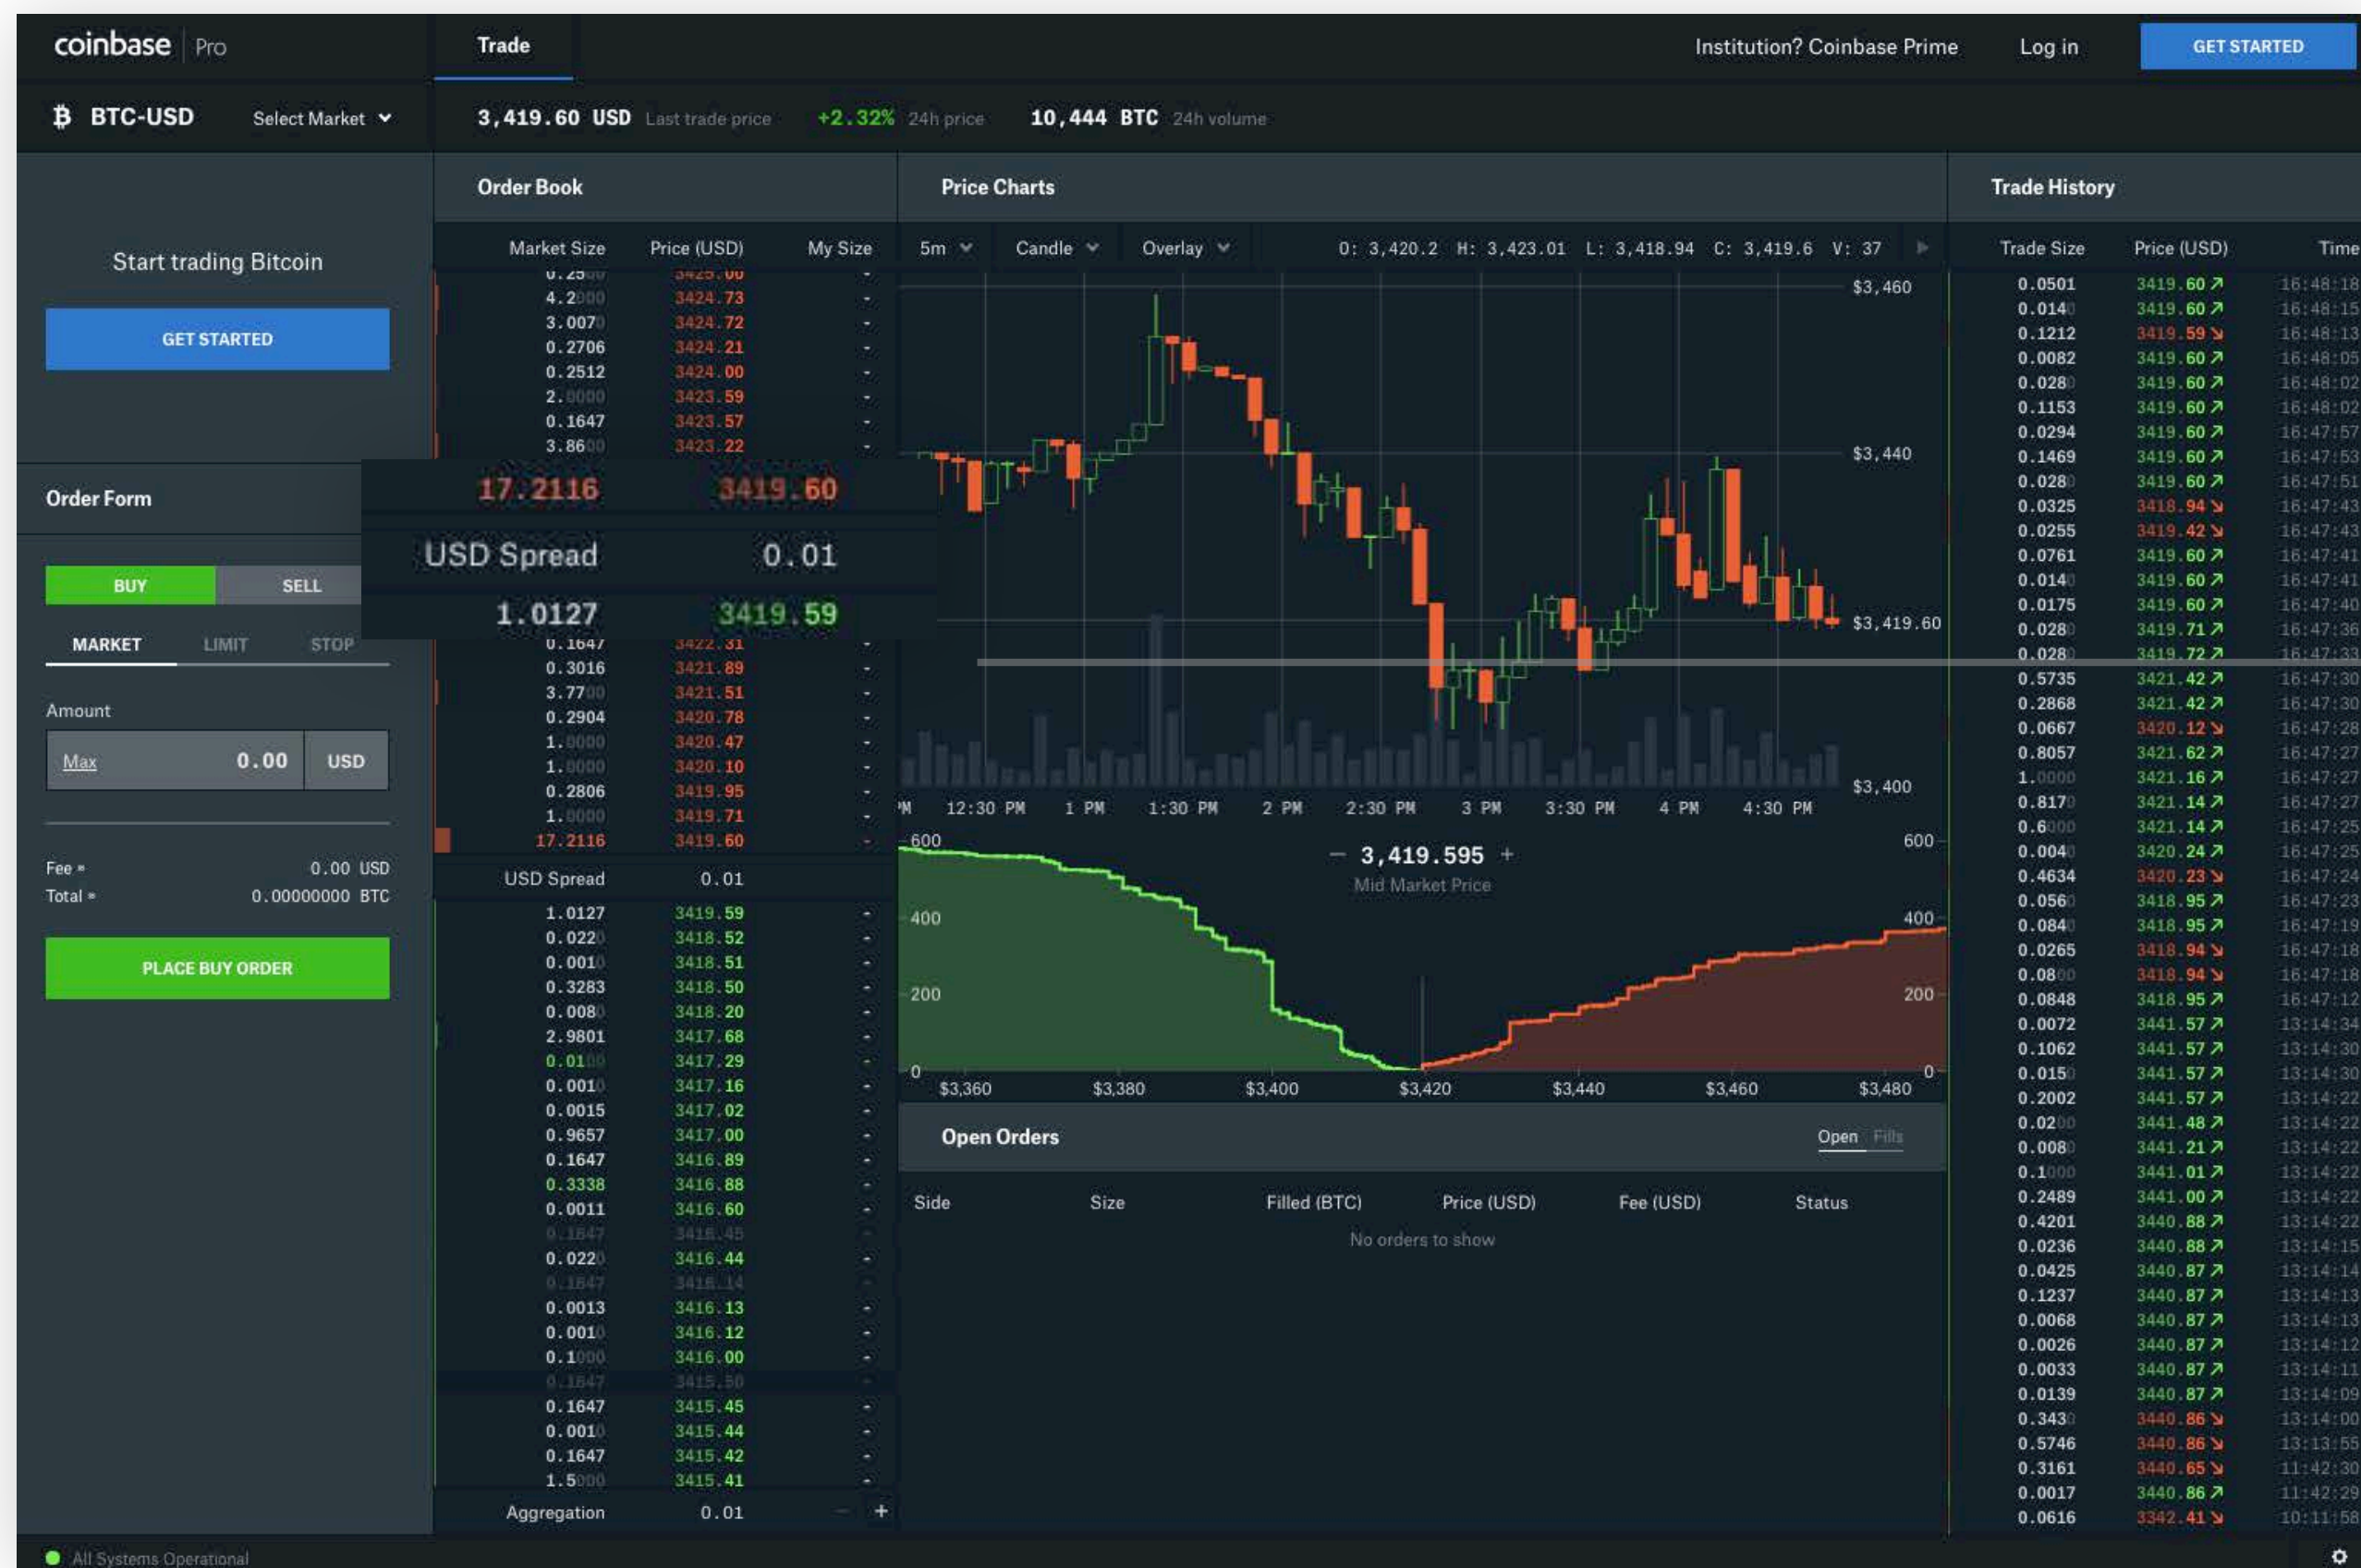 coinbase Pro
Trade
Institution? Coinbase Prime
Log in
GET STARTED
BTC-USD
Select Market
3,419.60 USD Last trade price
+2.32% 24h price
10,444 BTC 24h volume
Start trading Bitcoin
GET STARTED
Order Form
BUY SELL
MARKET LIMIT STOP
Amount
Max 0.00 USD
Fee ≈ 0.00 USD
Total ≈ 0.00000000 BTC
PLACE BUY ORDER
Order Book
Market Size Price (USD) My Size
0.2500 3425.00 -
4.2000 3424.73 -
3.0070 3424.72 -
0.2706 3424.21 -
0.2512 3424.00 -
2.0000 3423.59 -
0.1647 3423.57 -
3.8600 3423.22 -
17.2116 3419.60
USD Spread 0.01
1.0127 3419.59
0.1647 3422.31 -
0.3016 3421.89 -
3.7700 3421.51 -
0.2904 3420.78 -
1.0000 3420.47 -
1.0000 3420.10 -
0.2806 3419.95 -
1.0000 3419.71 -
17.2116 3419.60 -
USD Spread 0.01
1.0127 3419.59 -
0.0220 3418.52 -
0.0010 3418.51 -
0.3283 3418.50 -
0.0080 3418.20 -
2.9801 3417.68 -
0.0100 3417.29 -
0.0010 3417.16 -
0.0015 3417.02 -
0.9657 3417.00 -
0.1647 3416.89 -
0.3338 3416.88 -
0.0011 3416.60 -
0.1647 3416.45 -
0.0220 3416.44 -
0.1647 3416.14 -
0.0013 3416.13 -
0.0010 3416.12 -
0.1000 3416.00 -
0.1647 3415.50 -
0.1647 3415.45 -
0.0010 3415.44 -
0.1647 3415.42 -
1.5000 3415.41 -
Aggregation 0.01 - +
Price Charts
5m Candle Overlay O: 3,420.2 H: 3,423.01 L: 3,418.94 C: 3,419.6 V: 37
$3,460
$3,440
$3,419.60
$3,400
PM 12:30 PM 1 PM 1:30 PM 2 PM 2:30 PM 3 PM 3:30 PM 4 PM 4:30 PM
600 600
- 3,419.595 +
Mid Market Price
400 400
200 200
0 0
$3,360 $3,380 $3,400 $3,420 $3,440 $3,460 $3,480
Open Orders
Open Fills
Side Size Filled (BTC) Price (USD) Fee (USD) Status
No orders to show
Trade History
Trade Size Price (USD) Time
0.0501 3419.60↗ 16:48:18
0.0140 3419.60↗ 16:48:15
0.1212 3419.59↘ 16:48:13
0.0082 3419.60↗ 16:48:05
0.0280 3419.60↗ 16:48:02
0.1153 3419.60↗ 16:48:02
0.0294 3419.60↗ 16:47:57
0.1469 3419.60↗ 16:47:53
0.0280 3419.60↗ 16:47:51
0.0325 3418.94↘ 16:47:43
0.0255 3419.42↘ 16:47:43
0.0761 3419.60↗ 16:47:41
0.0140 3419.60↗ 16:47:41
0.0175 3419.60↗ 16:47:40
0.0280 3419.71↗ 16:47:36
0.0280 3419.72↗ 16:47:33
0.5735 3421.42↗ 16:47:30
0.2868 3421.42↗ 16:47:30
0.0667 3420.12↘ 16:47:28
0.8057 3421.62↗ 16:47:27
1.0000 3421.16↗ 16:47:27
0.8170 3421.14↗ 16:47:27
0.6000 3421.14↗ 16:47:25
0.0040 3420.24↗ 16:47:25
0.4634 3420.23↘ 16:47:24
0.0560 3418.95↗ 16:47:23
0.0840 3418.95↗ 16:47:19
0.0265 3418.94↘ 16:47:18
0.0800 3418.94↘ 16:47:18
0.0848 3418.95↗ 16:47:12
0.0072 3441.57↗ 13:14:34
0.1062 3441.57↗ 13:14:30
0.0150 3441.57↗ 13:14:30
0.2002 3441.57↗ 13:14:22
0.0200 3441.48↗ 13:14:22
0.0080 3441.21↗ 13:14:22
0.1000 3441.01↗ 13:14:22
0.2489 3441.00↗ 13:14:22
0.4201 3440.88↗ 13:14:22
0.0236 3440.88↗ 13:14:15
0.0425 3440.87↗ 13:14:14
0.1237 3440.87↗ 13:14:13
0.0068 3440.87↗ 13:14:13
0.0026 3440.87↗ 13:14:12
0.0033 3440.87↗ 13:14:11
0.0139 3440.87↗ 13:14:09
0.3430 3440.86↘ 13:14:00
0.5746 3440.86↘ 13:13:55
0.3161 3440.65↘ 11:42:30
0.0017 3440.86↗ 11:42:29
0.0616 3342.41↘ 10:11:58
All Systems Operational